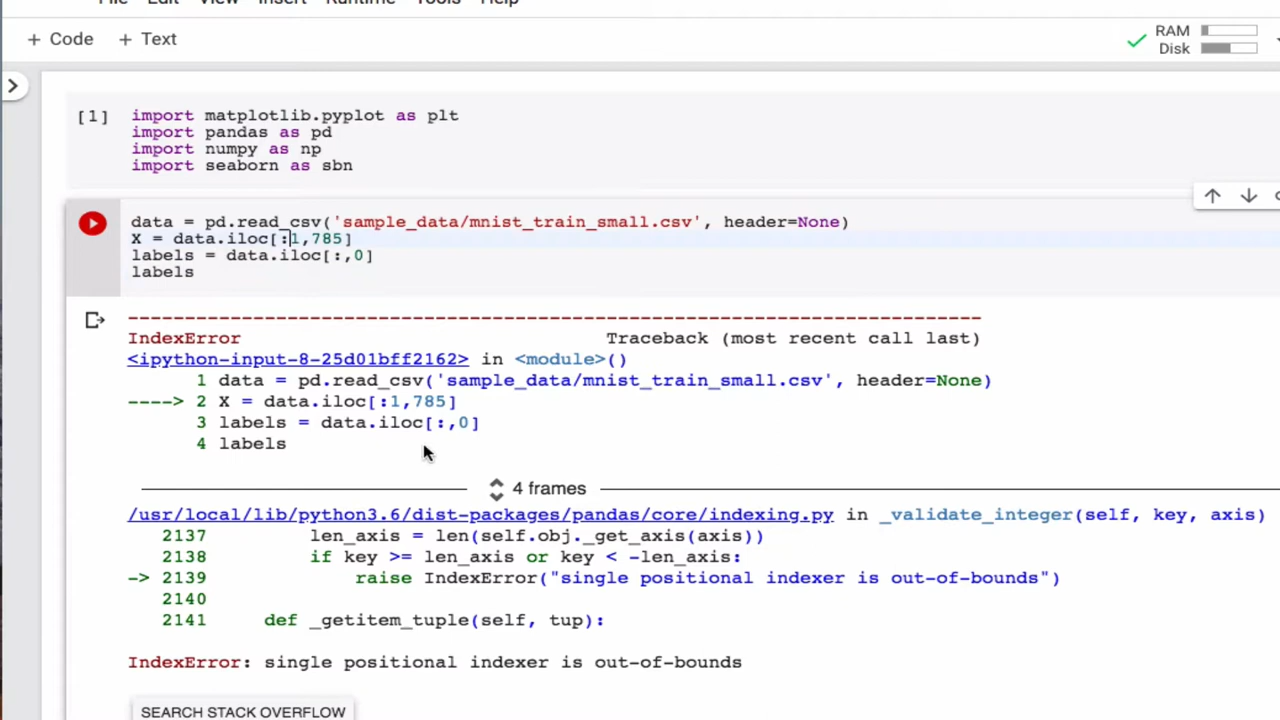 File Edit View Insert Runtime Tools Help
+ Code + Text
RAM
Disk
[1] import matplotlib.pyplot as plt
import pandas as pd
import numpy as np
import seaborn as sbn
data = pd.read_csv('sample_data/mnist_train_small.csv', header=None)
X = data.iloc[:1,785]
labels = data.iloc[:,0]
labels
---------------------------------------------------------------------------
IndexError Traceback (most recent call last)
<ipython-input-8-25d01bff2162> in <module>()
1 data = pd.read_csv('sample_data/mnist_train_small.csv', header=None)
----> 2 X = data.iloc[:1,785]
3 labels = data.iloc[:,0]
4 labels
4 frames
/usr/local/lib/python3.6/dist-packages/pandas/core/indexing.py in _validate_integer(self, key, axis)
2137 len_axis = len(self.obj._get_axis(axis))
2138 if key >= len_axis or key < -len_axis:
-> 2139 raise IndexError("single positional indexer is out-of-bounds")
2140
2141 def _getitem_tuple(self, tup):
IndexError: single positional indexer is out-of-bounds
SEARCH STACK OVERFLOW